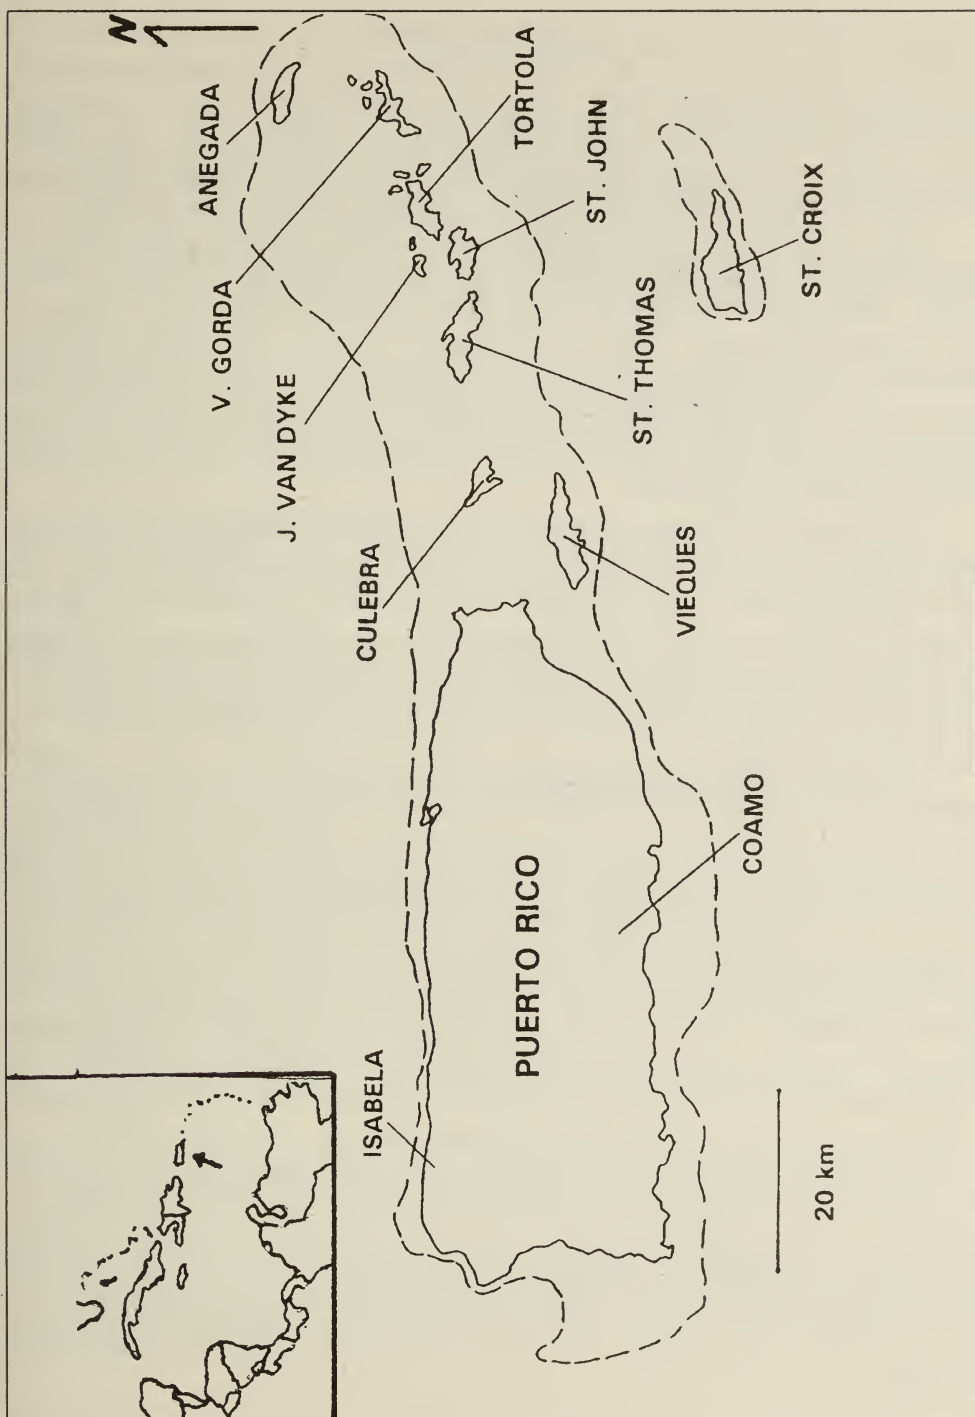 N
ANEGADA
V. GORDA
J. VAN DYKE
CULEBRA
TORTOLA
ST. JOHN
ST. THOMAS
ST. CROIX
VIEQUES
ISABELA
PUERTO RICO
COAMO
20 km